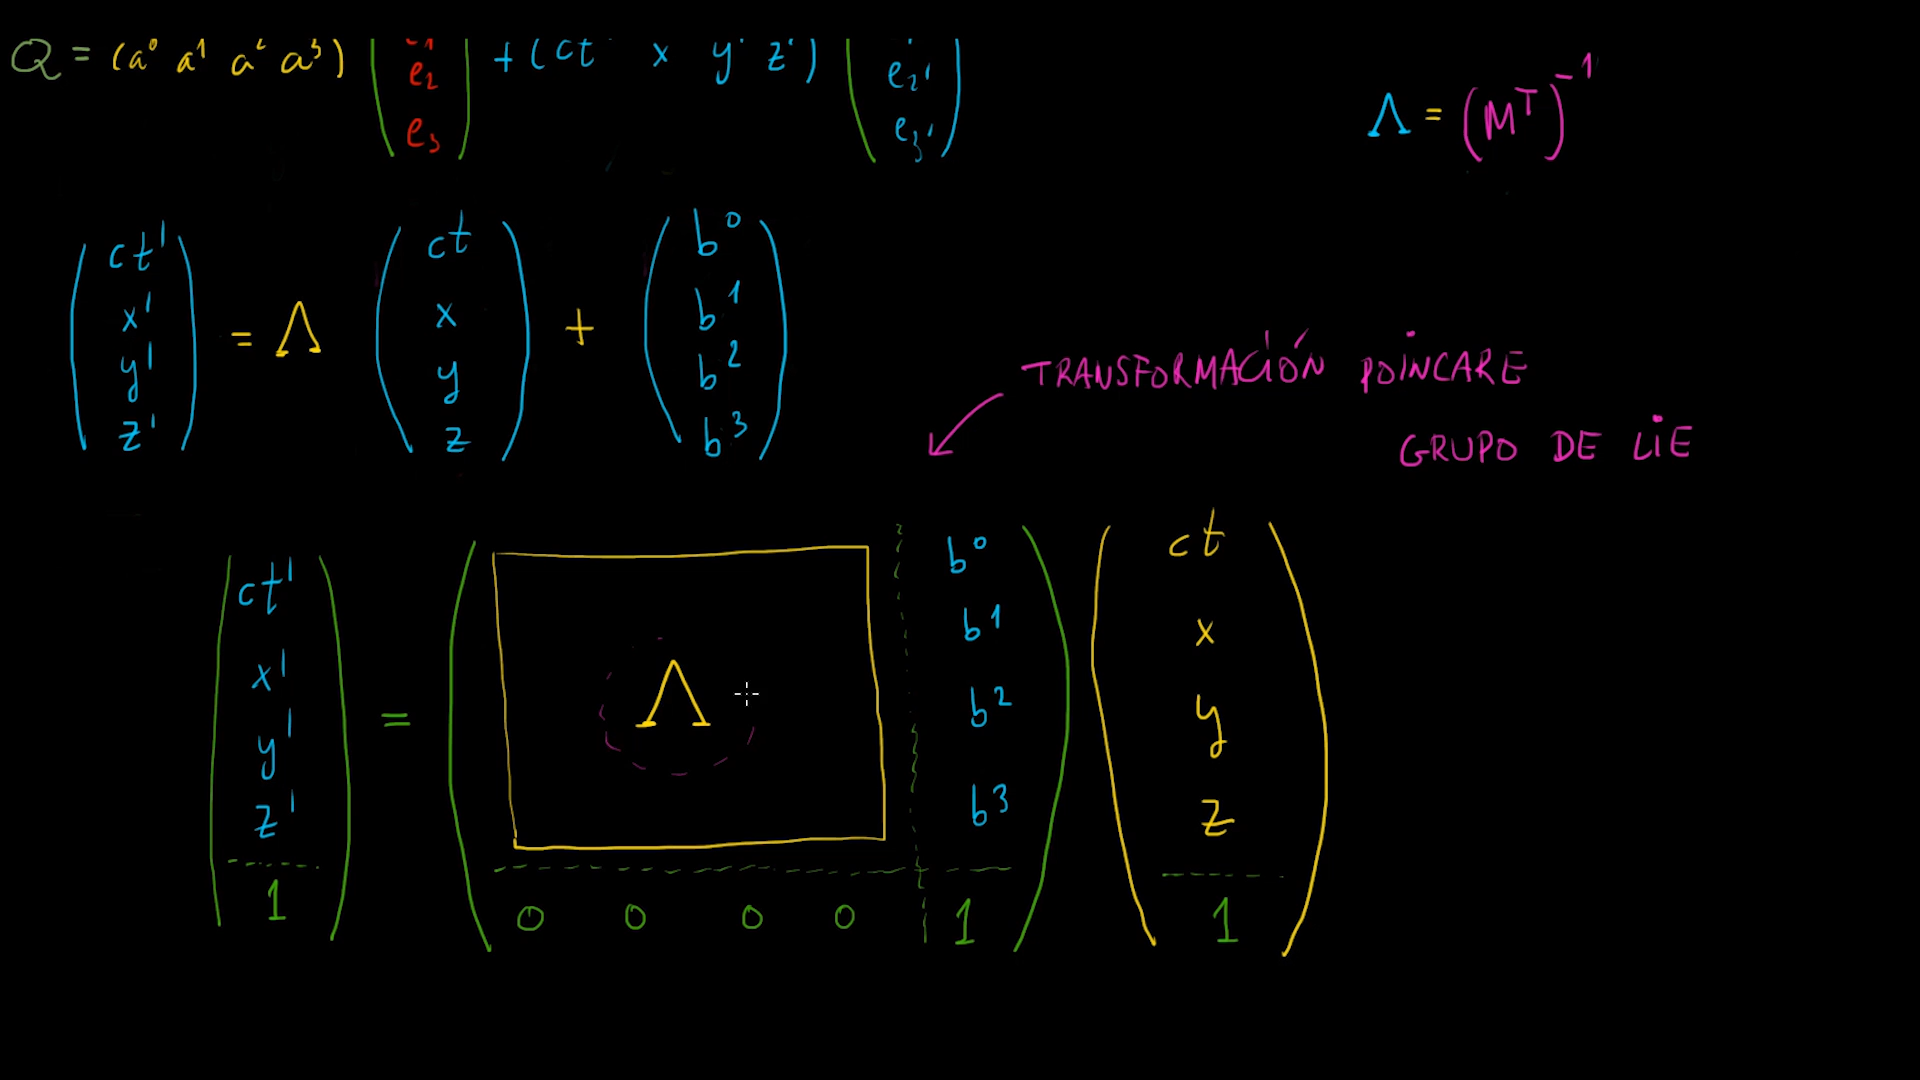 Q = (a⁰ a¹ a² a³) ( e₁ e₂ e₃ ) + (ct' x' y' z') ( e₂' e₃' )
Λ = (Mᵀ)⁻¹
( ct' x' y' z' ) = Λ ( ct x y z ) + ( b⁰ b¹ b² b³ )
TRANSFORMACIÓN POINCARE
GRUPO DE LIE
( ct' x' y' z' 1 ) = ( Λ b⁰ b¹ b² b³ 0 0 0 0 1 ) ( ct x y z 1 )